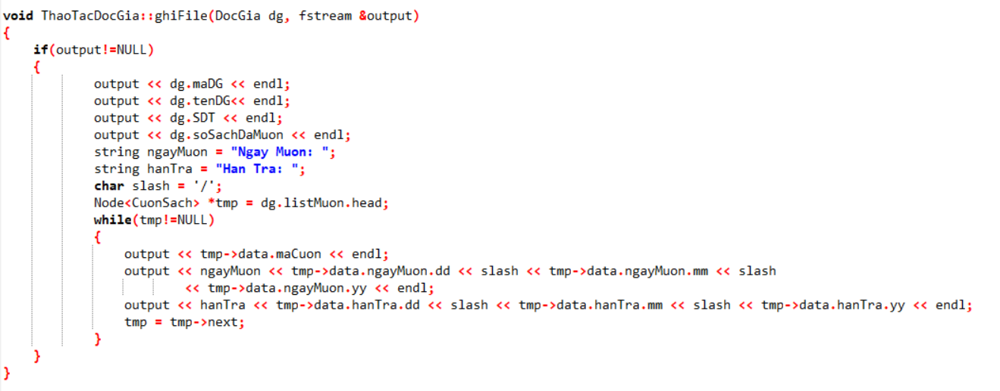 void ThaoTacDocGia::ghiFile(DocGia dg, fstream &output)
{
    if(output!=NULL)
    {
            output << dg.maDG << endl;
            output << dg.tenDG<< endl;
            output << dg.SDT << endl;
            output << dg.soSachDaMuon << endl;
            string ngayMuon = "Ngay Muon: ";
            string hanTra = "Han Tra: ";
            char slash = '/';
            Node<CuonSach> *tmp = dg.listMuon.head;
            while(tmp!=NULL)
            {
                output << tmp->data.maCuon << endl;
                output << ngayMuon << tmp->data.ngayMuon.dd << slash << tmp->data.ngayMuon.mm << slash
                        << tmp->data.ngayMuon.yy << endl;
                output << hanTra << tmp->data.hanTra.dd << slash << tmp->data.hanTra.mm << slash << tmp->data.hanTra.yy << endl;
                tmp = tmp->next;
            }
    }
}